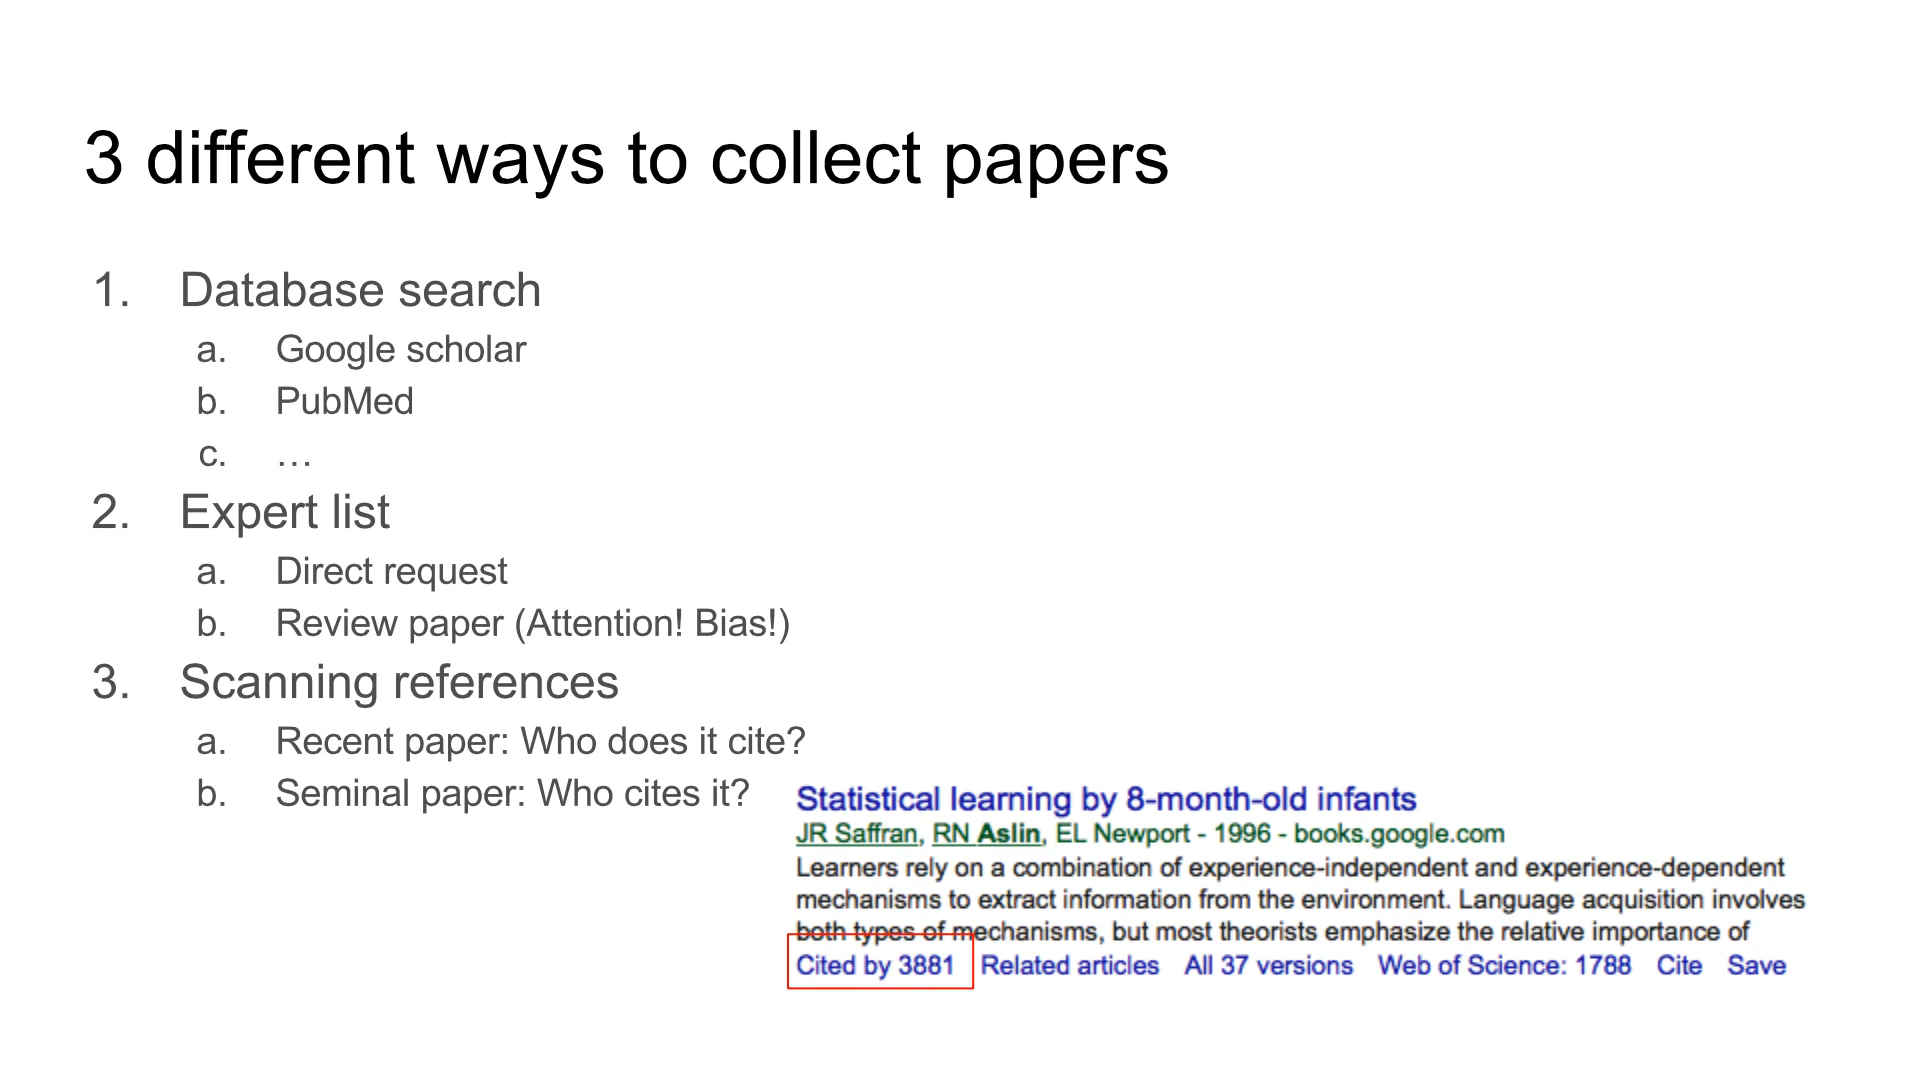 3 different ways to collect papers
1. Database search
a. Google scholar
b. PubMed
c. …
2. Expert list
a. Direct request
b. Review paper (Attention! Bias!)
3. Scanning references
a. Recent paper: Who does it cite?
b. Seminal paper: Who cites it?
Statistical learning by 8-month-old infants
JR Saffran, RN Aslin, EL Newport - 1996 - books.google.com
Learners rely on a combination of experience-independent and experience-dependent
mechanisms to extract information from the environment. Language acquisition involves
both types of mechanisms, but most theorists emphasize the relative importance of
Cited by 3881 Related articles All 37 versions Web of Science: 1788 Cite Save